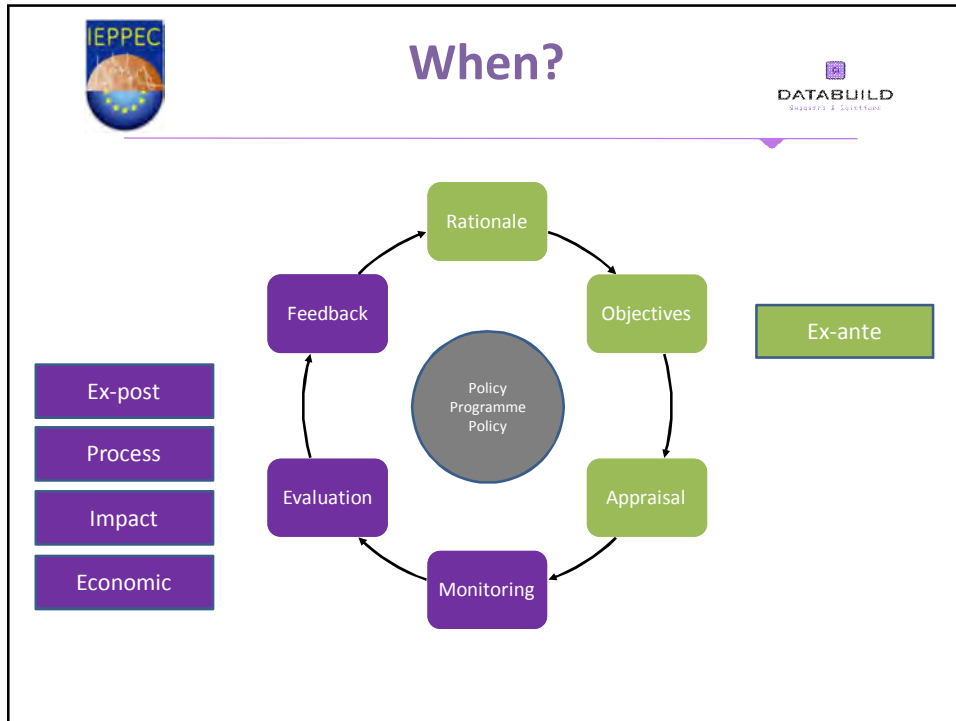 IEPPEC
When?
DATABUILD
Rationale
Feedback
Objectives
Ex-ante
Policy
Programme
Policy
Ex-post
Process
Evaluation
Appraisal
Impact
Economic
Monitoring